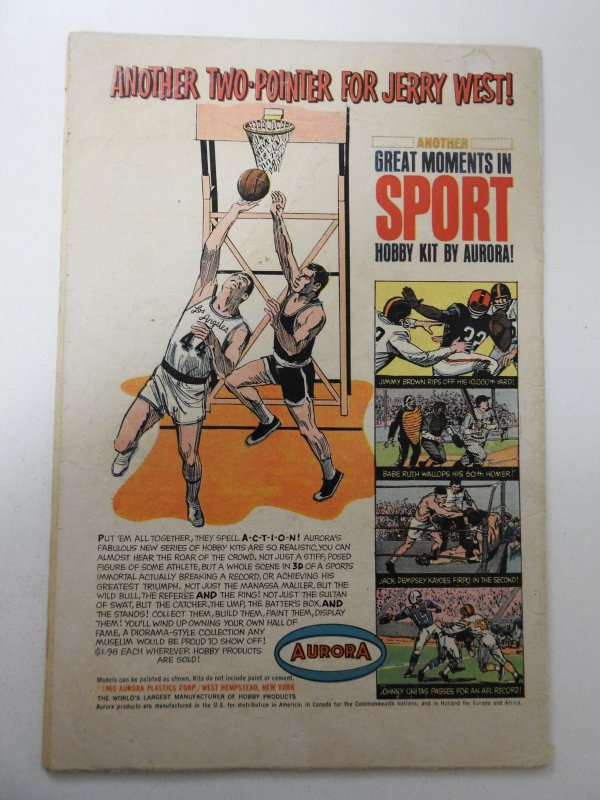 ANOTHER TWO-POINTER FOR JERRY WEST!
ANOTHER
GREAT MOMENTS IN
SPORT
HOBBY KIT BY AURORA!
Los Angeles
44
32
JIMMY BROWN RIPS OFF HIS 10,000th YARD!
BABE RUTH WALLOPS HIS 60th HOMER!
JACK DEMPSEY KAYOES FIRPO IN THE SECOND!
JOHNNY UNITAS PASSES FOR AN AFL RECORD!
PUT 'EM ALL TOGETHER, THEY SPELL A-C-T-I-O-N! AURORA'S
FABULOUS NEW SERIES OF HOBBY KITS ARE SO REALISTIC, YOU CAN
ALMOST HEAR THE ROAR OF THE CROWD. NOT JUST A STIFF, POSED
FIGURE OF SOME ATHLETE, BUT A WHOLE SCENE IN 3D OF A SPORTS
IMMORTAL ACTUALLY BREAKING A RECORD, OR ACHIEVING HIS
GREATEST TRIUMPH. NOT JUST THE MANASSA MAULER, BUT THE
WILD BULL, THE REFEREE AND THE RING! NOT JUST THE SULTAN
OF SWAT, BUT THE CATCHER, THE UMP, THE BATTER'S BOX, AND
THE STANDS! COLLECT THEM, BUILD THEM, PAINT THEM, DISPLAY
THEM! YOU'LL WIND UP OWNING YOUR OWN HALL OF
FAME, A DIORAMA-STYLE COLLECTION ANY
MUSEUM WOULD BE PROUD TO SHOW OFF!
$1.98 EACH WHEREVER HOBBY PRODUCTS
ARE SOLD!
AURORA
Models can be painted as shown. Kits do not include paint or cement.
©1965 AURORA PLASTICS CORP., WEST HEMPSTEAD, NEW YORK
THE WORLD'S LARGEST MANUFACTURER OF HOBBY PRODUCTS
Aurora products are manufactured in the U.S. for distribution in America; in Canada for the Commonwealth nations; and in Holland for Europe and Africa.